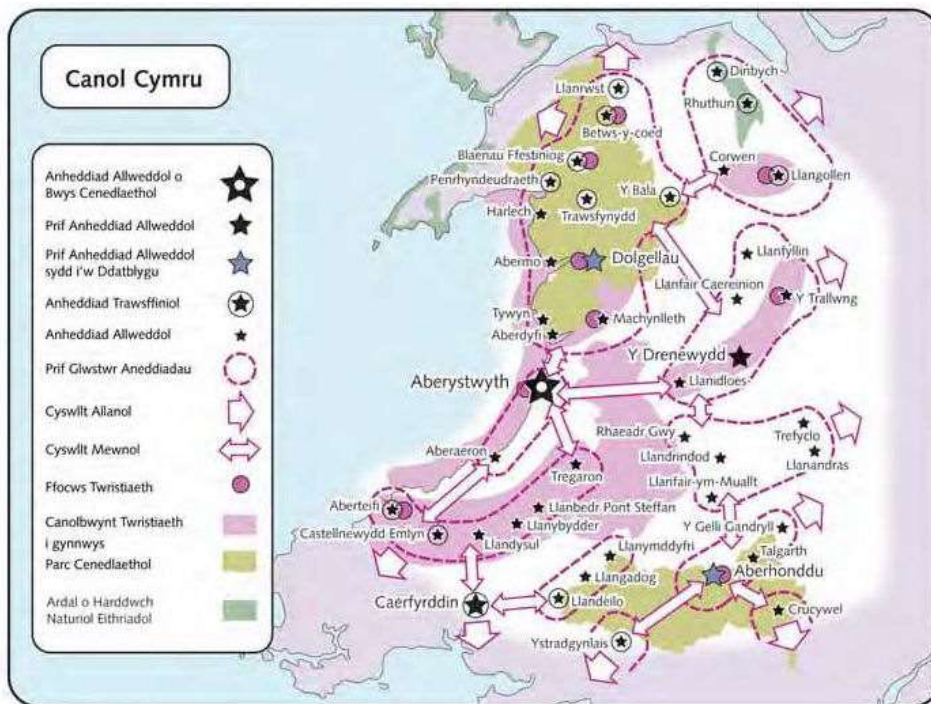 Canol Cymru
Anheddiad Allweddol o
Bwys Cenedlaethol
Prif Anheddiad Allweddol
Prif Anheddiad Allweddol
sydd i'w Ddatblygu
Anheddiad Trawsffiniol
Anheddiad Allweddol
Prif Glwstwr Aneddiadau
Cyswllt Allanol
Cyswllt Mewnol
Ffocws Twristiaeth
Canolbwynt Twristiaeth
i gynnwys
Parc Cenedlaethol
Ardal o Harddwch
Naturiol Eithriadol
Dinbych
Llanrwst
Rhuthun
Betws-y-coed
Blaenau Ffestiniog
Corwen
Llangollen
Penrhyndeudraeth
Y Bala
Trawsfynydd
Harlech
Llanfyllin
Abermo
Dolgellau
Llanfair Caereinion
Y Trallwng
Tywyn
Machynlleth
Aberdyfi
Y Drenewydd
Aberystwyth
Llanidloes
Rhaeadr Gwy
Trefyclo
Aberaeron
Llandrindod
Llanandras
Tregaron
Llanfair-ym-Muallt
Aberteifi
Llanbedr Pont Steffan
Llanybydder
Castellnewydd Emlyn
Y Gelli Gandryll
Llandysul
Llanymddyfri
Talgarth
Llangadog
Aberhonddu
Caerfyrddin
Llandeilo
Crucywel
Ystradgynlais